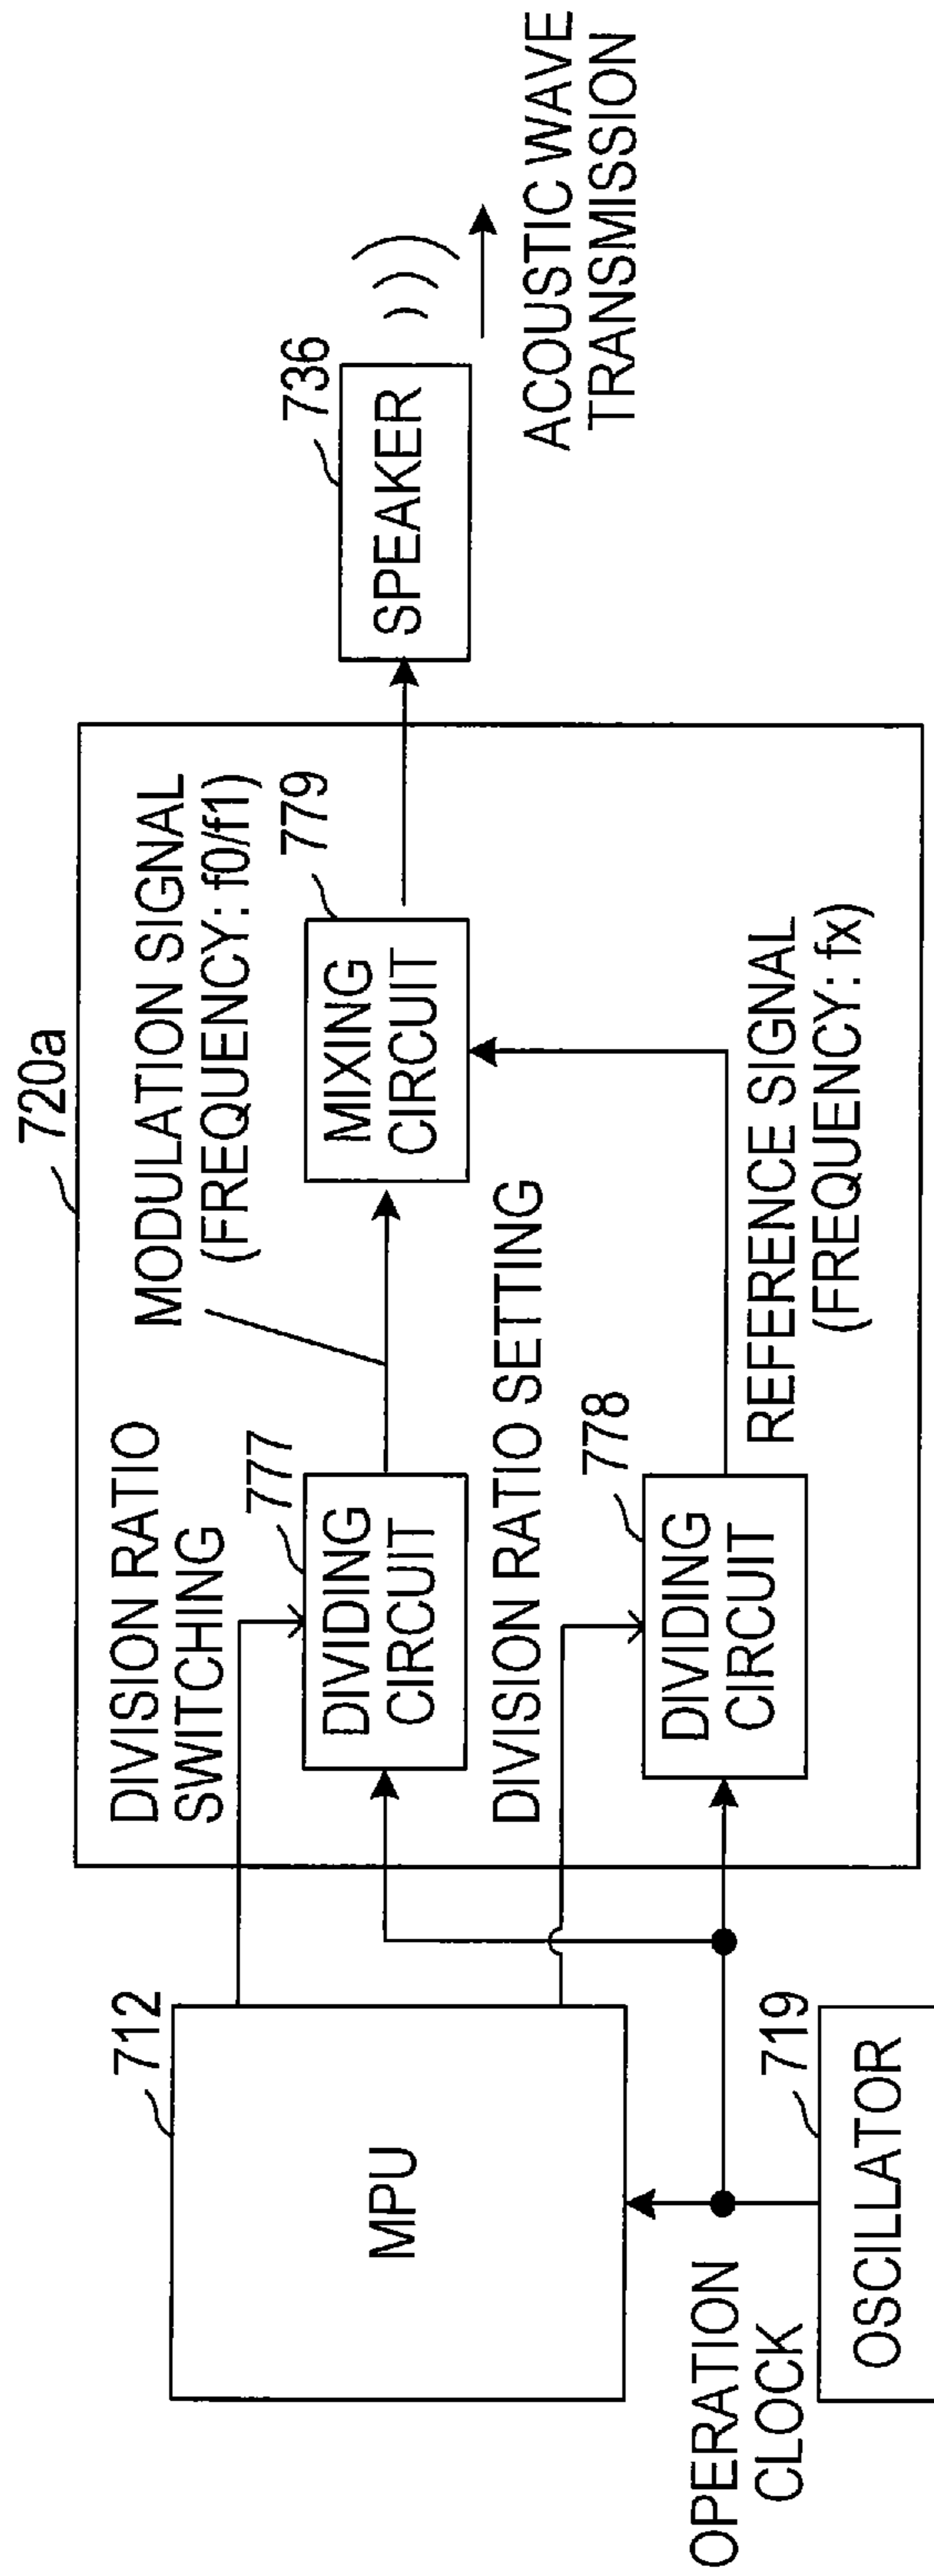 720a
712
DIVISION RATIO
SWITCHING
777
MODULATION SIGNAL
(FREQUENCY: f0/f1)
779
736
MPU
DIVIDING
CIRCUIT
MIXING
CIRCUIT
SPEAKER
DIVISION RATIO SETTING
778
ACOUSTIC WAVE
TRANSMISSION
OPERATION
CLOCK
719
DIVIDING
CIRCUIT
REFERENCE SIGNAL
(FREQUENCY: fx)
OSCILLATOR